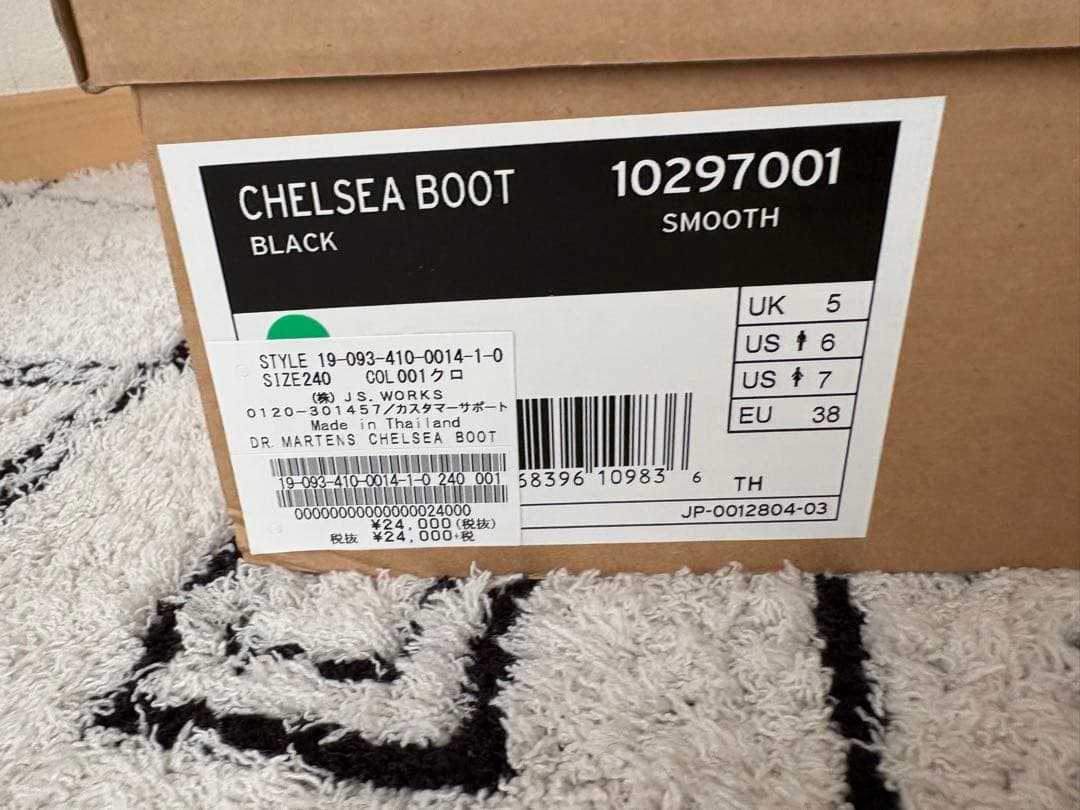 CHELSEA BOOT
10297001
BLACK
SMOOTH
UK 5
US 6
US 7
EU 38
STYLE 19-093-410-0014-1-0
SIZE240 COL001クロ
(株) JS. WORKS
0120-301457/カスタマーサポート
Made in Thailand
DR. MARTENS CHELSEA BOOT
19-093-410-0014-1-0 240 001
¥24,000(税抜)
税抜 ¥24,000+税
68396 10983 6
TH
JP-0012804-03